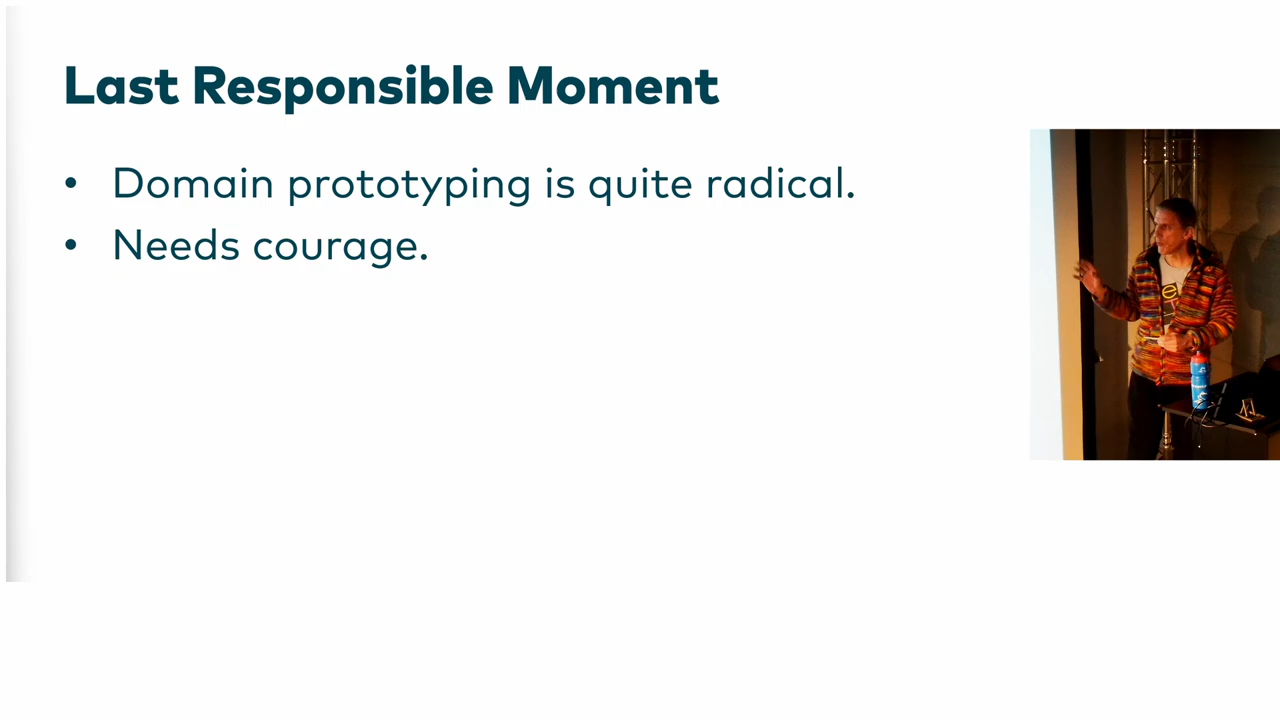 Last Responsible Moment
• Domain prototyping is quite radical.
• Needs courage.